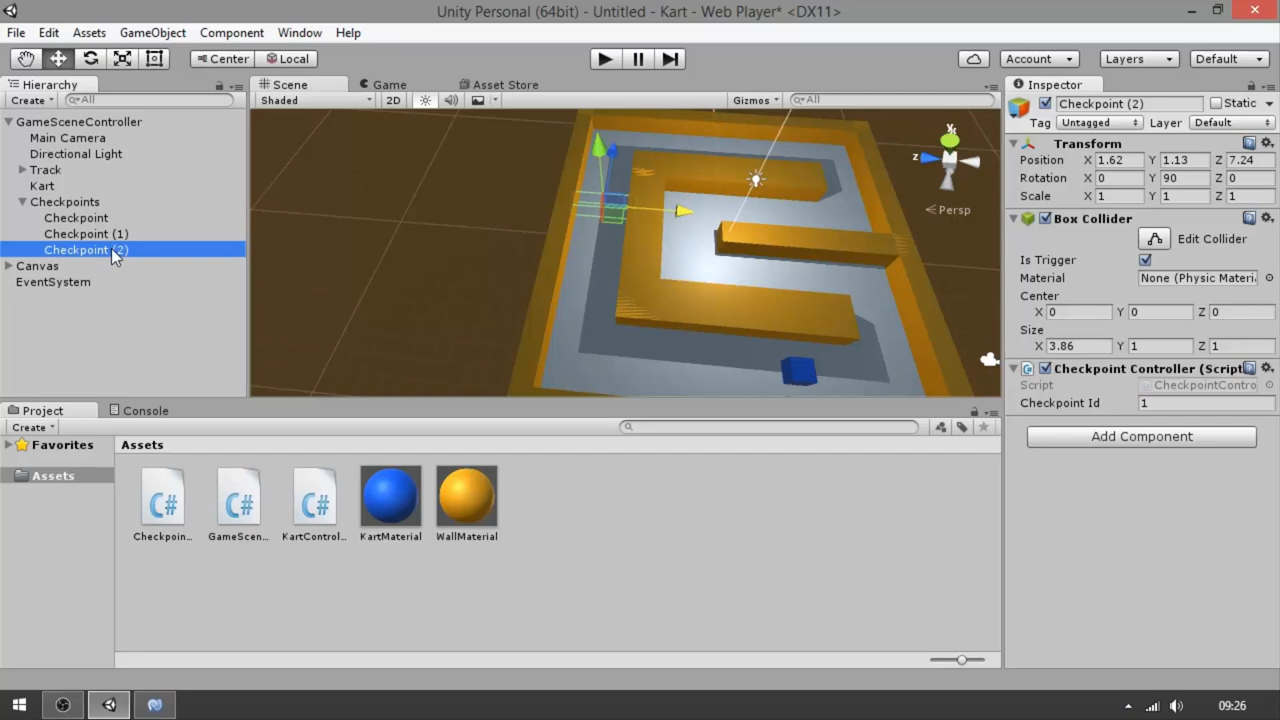 Unity Personal (64bit) - Untitled - Kart - Web Player* <DX11>
File Edit Assets GameObject Component Window Help
Center Local Account Layers Default
Hierarchy
Create All
GameSceneController
Main Camera
Directional Light
Track
Kart
Checkpoints
Checkpoint
Checkpoint (1)
Checkpoint (2)
Canvas
EventSystem
Scene Game Asset Store
Shaded 2D Gizmos All
y
z
Persp
Inspector
Checkpoint (2) Static
Tag Untagged Layer Default
Transform
Position X 1.62 Y 1.13 Z 7.24
Rotation X 0 Y 90 Z 0
Scale X 1 Y 1 Z 1
Box Collider
Edit Collider
Is Trigger
Material None (Physic Materi
Center
X 0 Y 0 Z 0
Size
X 3.86 Y 1 Z 1
Checkpoint Controller (Script
Script CheckpointContro
Checkpoint Id 1
Add Component
Project Console
Create
Favorites
Assets
Assets
C# C# C#
Checkpoin... GameScen... KartControl... KartMaterial WallMaterial
09:26